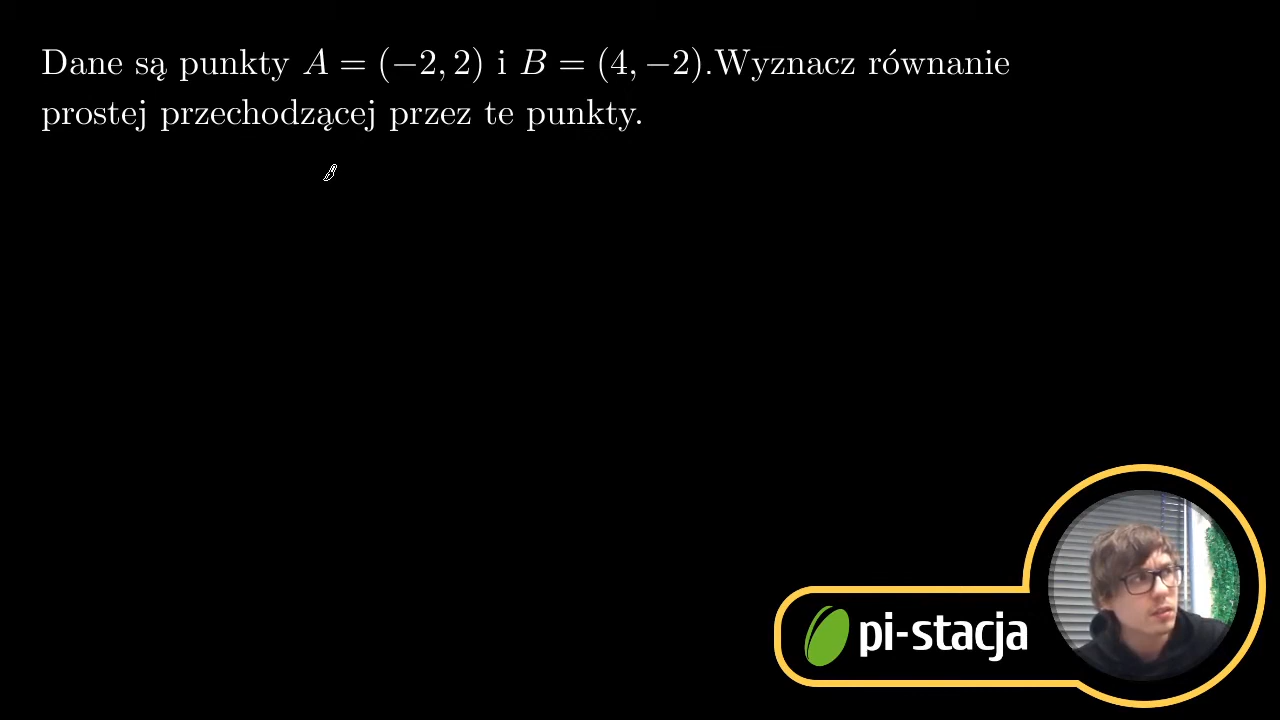 Dane są punkty A = (−2, 2) i B = (4, −2).Wyznacz równanie
prostej przechodzącej przez te punkty.
pi-stacja